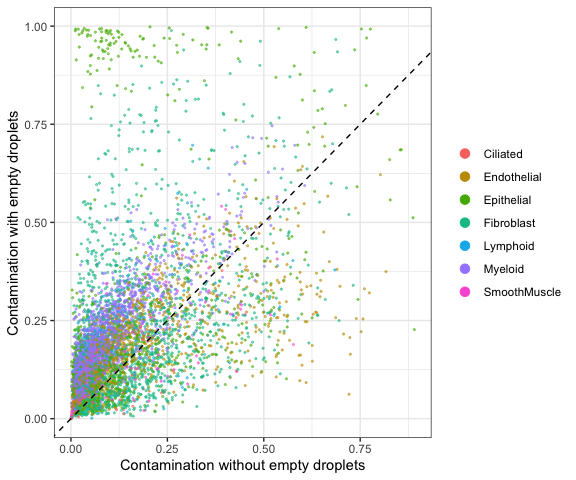 1.00
0.75
0.50
0.25
0.00
Contamination with empty droplets
0.00 0.25 0.50 0.75
Contamination without empty droplets
Ciliated
Endothelial
Epithelial
Fibroblast
Lymphoid
Myeloid
SmoothMuscle